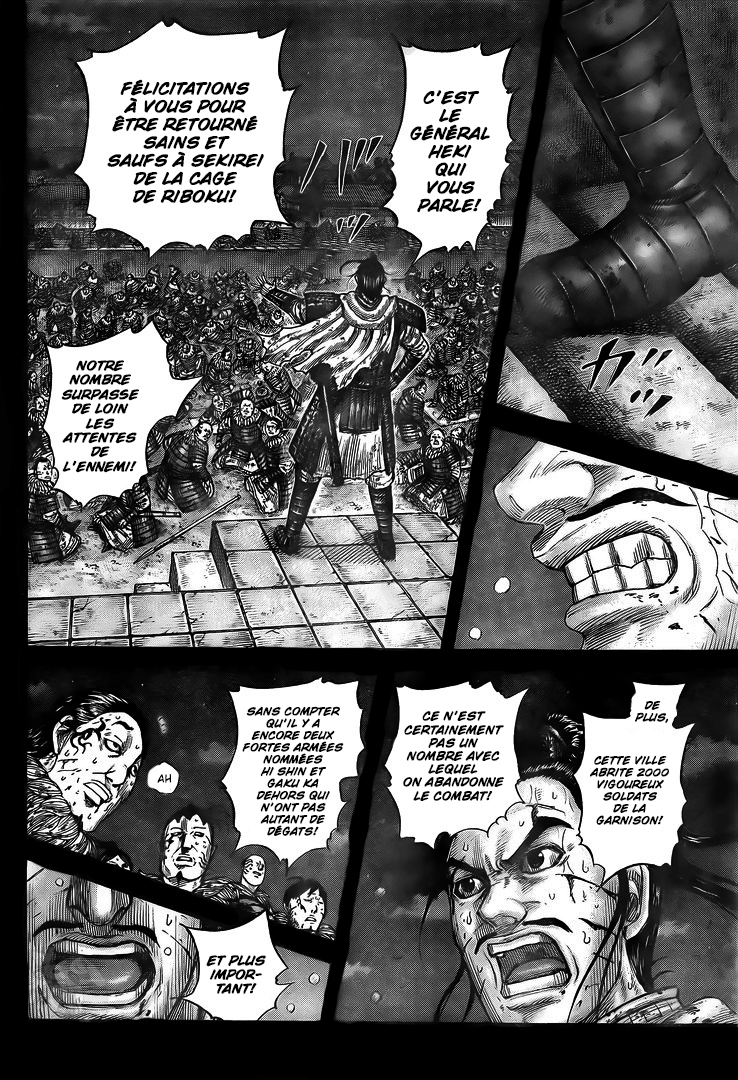 C'EST
LE
GÉNÉRAL
HEKI
QUI
VOUS
PARLE!
FÉLICITATIONS
À VOUS POUR
ÊTRE RETOURNÉ
SAINS ET
SAUFS À SEKIREI
DE LA CAGE
DE RIBOKU!
NOTRE
NOMBRE
SURPASSE
DE LOIN
LES
ATTENTES
DE
L'ENNEMI!
DE
PLUS,
CETTE VILLE
ABRITE 2000
VIGOUREUX
SOLDATS
DE LA
GARNISON!
CE N'EST
CERTAINEMENT
PAS UN
NOMBRE AVEC
LEQUEL
ON ABANDONNE
LE COMBAT!
SANS COMPTER
QU'IL Y A
ENCORE DEUX
FORTES ARMÉES
NOMMÉES
HI SHIN ET
GAKU KA
DEHORS QUI
N'ONT PAS
AUTANT DE
DÉGATS!
AH
ET PLUS
IMPOR-
TANT!